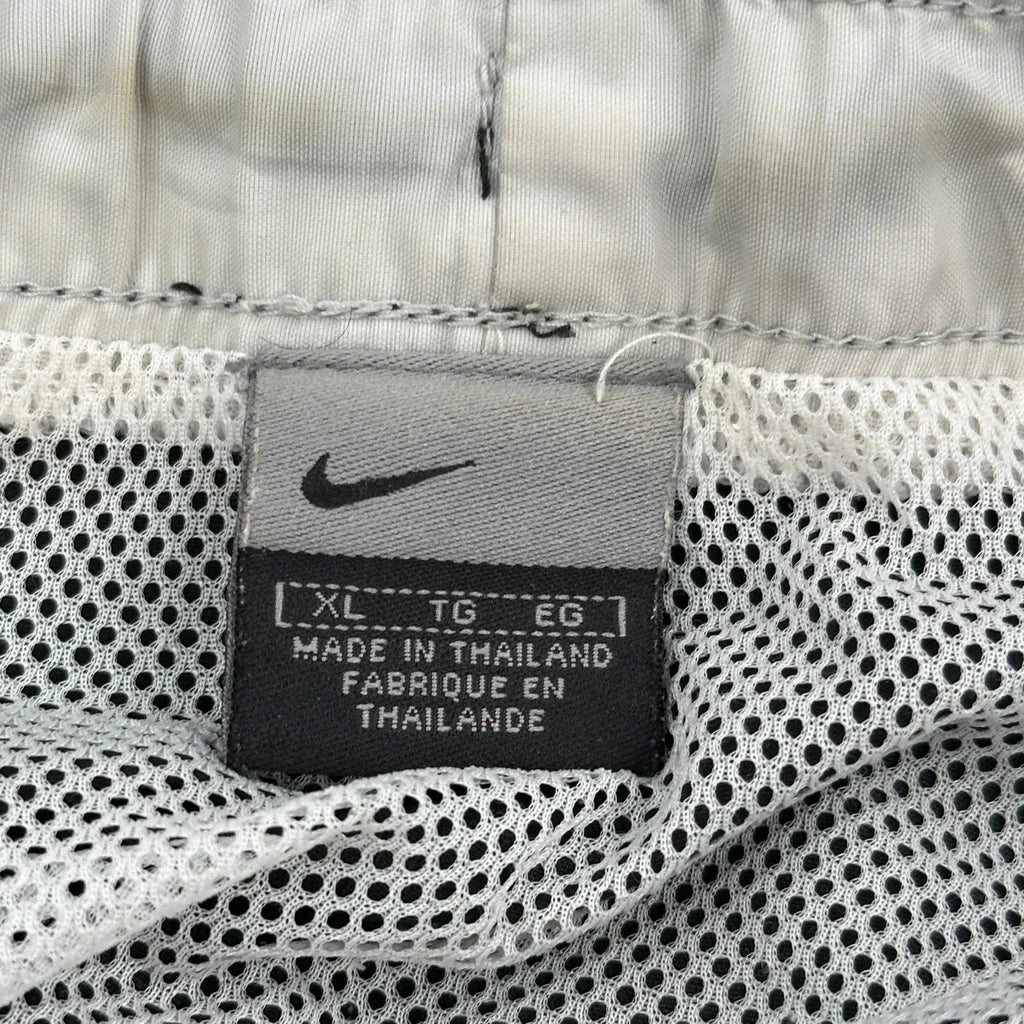 XL TG EG
MADE IN THAILAND
FABRIQUE EN
THAILANDE